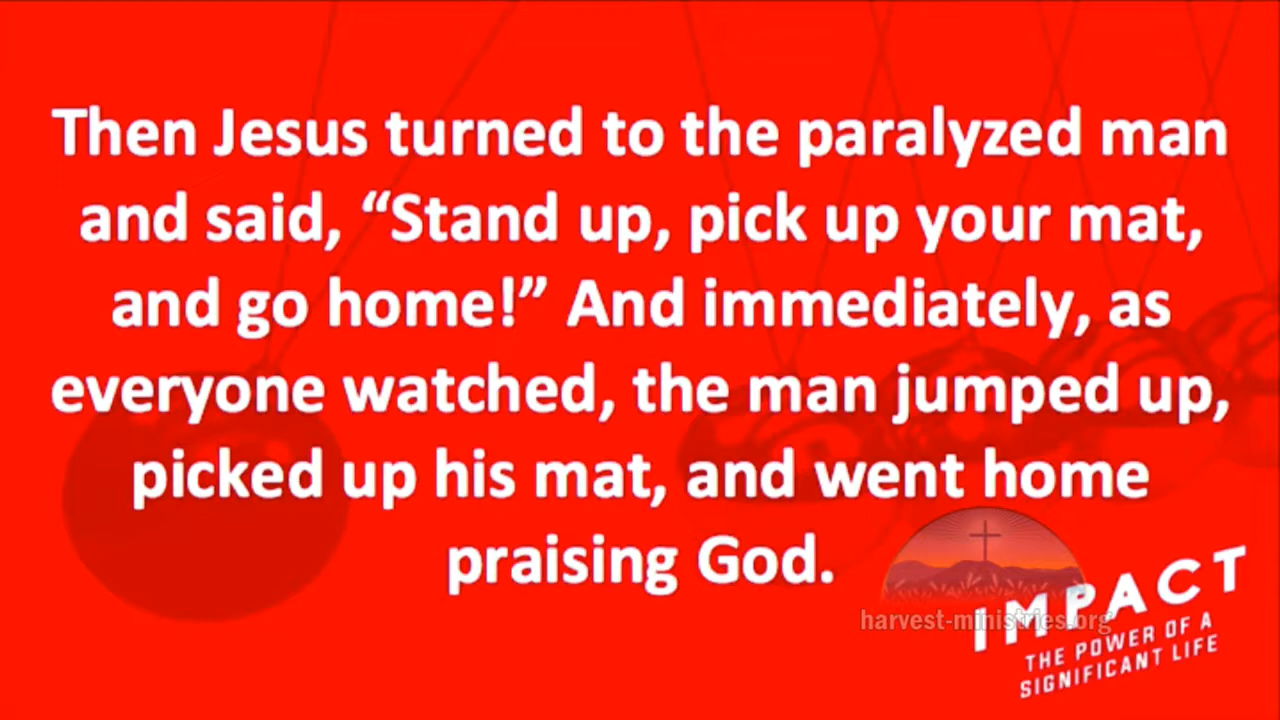 Then Jesus turned to the paralyzed man
and said, “Stand up, pick up your mat,
and go home!” And immediately, as
everyone watched, the man jumped up,
picked up his mat, and went home
praising God.
harvest-ministries.org
IMPACT
THE POWER OF A
SIGNIFICANT LIFE